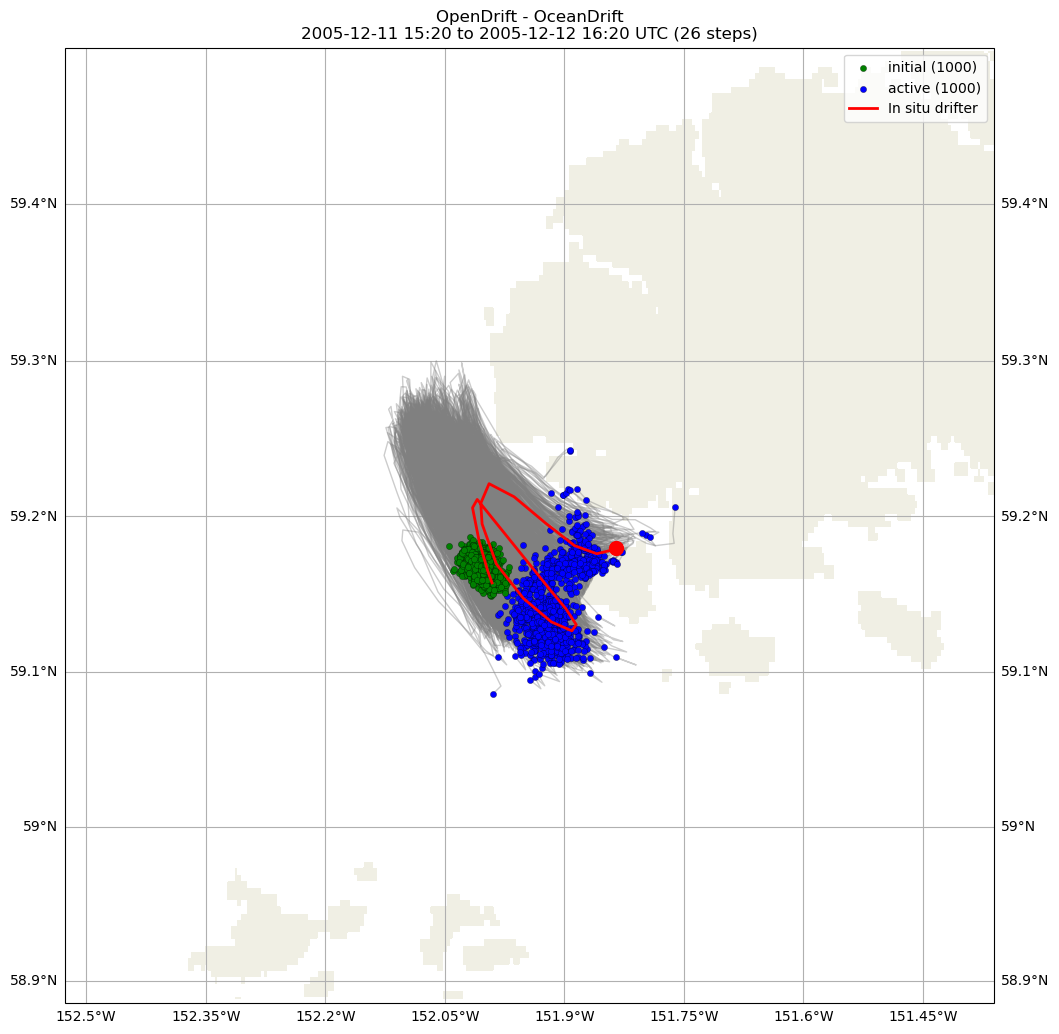 OpenDrift - OceanDrift
2005-12-11 15:20 to 2005-12-12 16:20 UTC (26 steps)
initial (1000)
active (1000)
In situ drifter
59.4°N
59.4°N
59.3°N
59.3°N
59.2°N
59.2°N
59.1°N
59.1°N
59°N
59°N
58.9°N
58.9°N
152.5°W 152.35°W 152.2°W 152.05°W 151.9°W 151.75°W 151.6°W 151.45°W